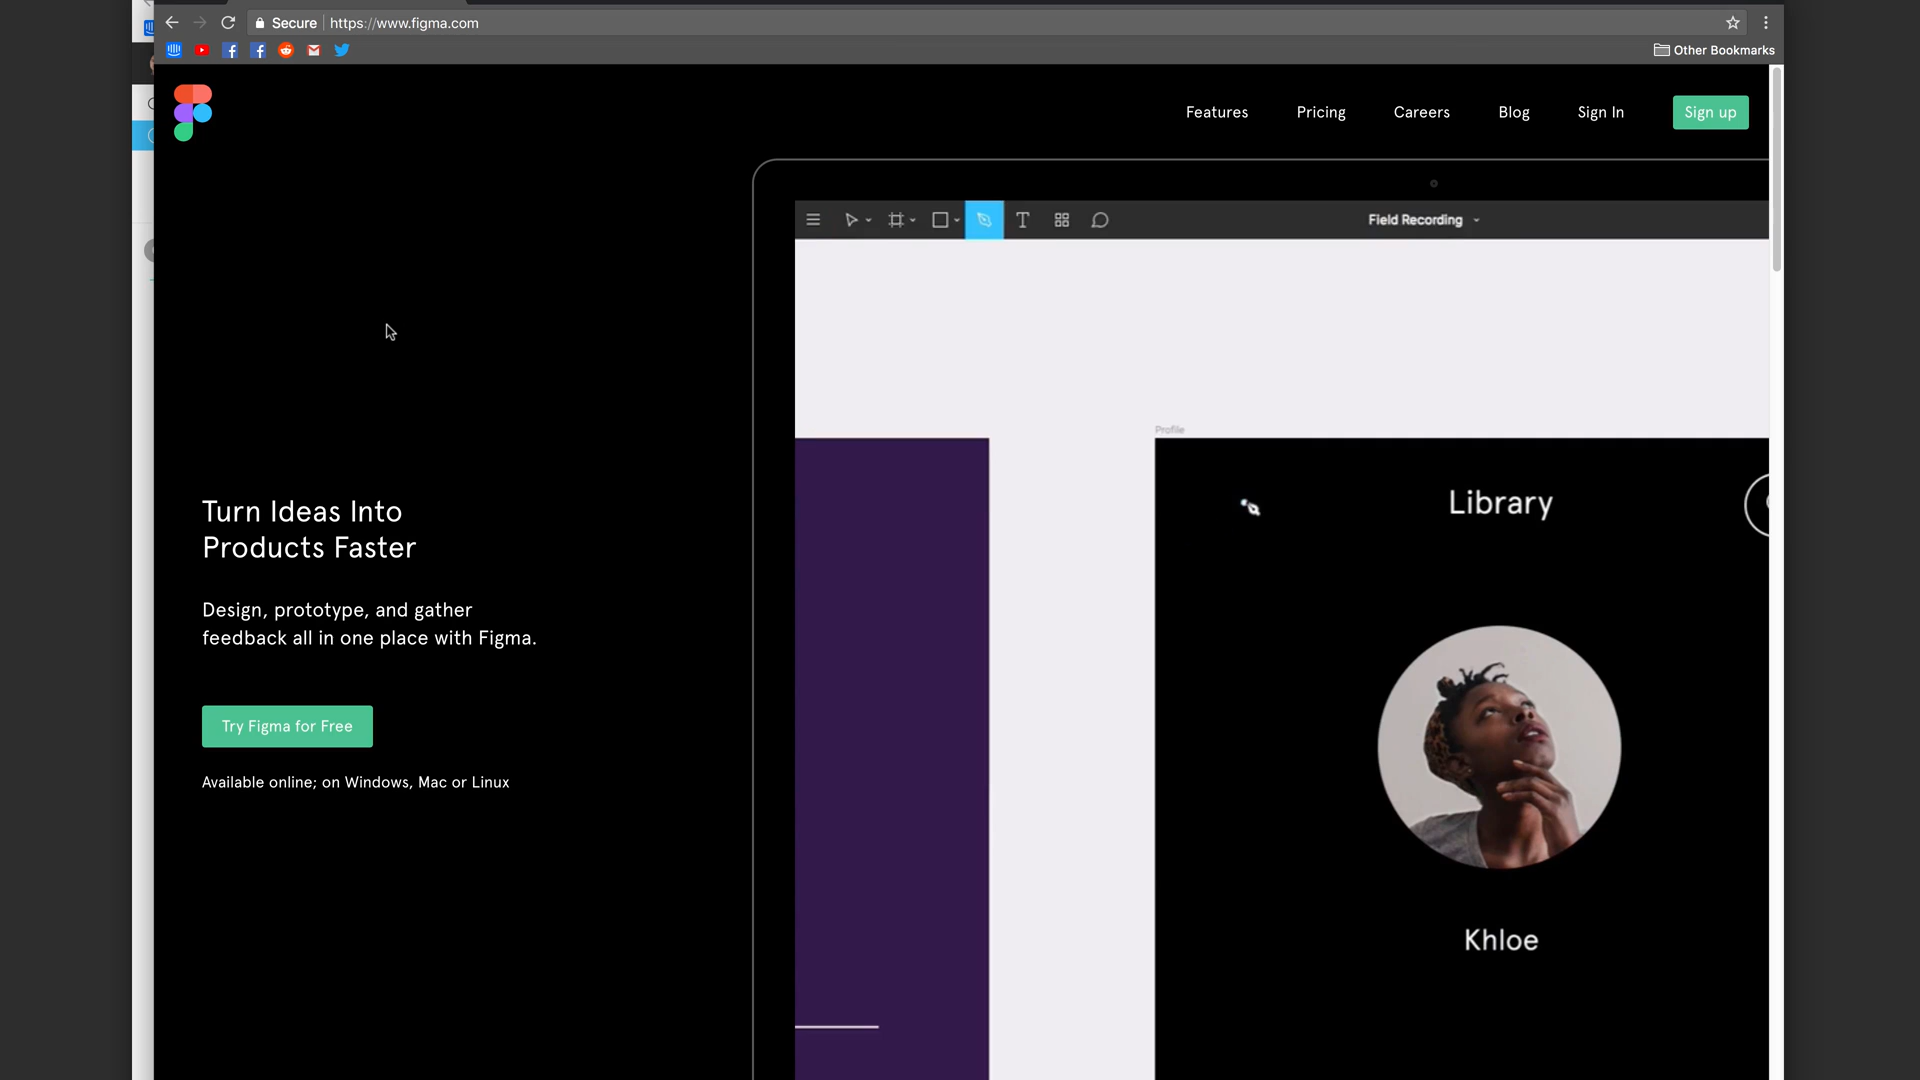 Secure https://www.figma.com
Other Bookmarks
Features Pricing Careers Blog Sign In Sign up
Field Recording
Profile
Library
Turn Ideas Into
Products Faster
Design, prototype, and gather
feedback all in one place with Figma.
Try Figma for Free
Available online; on Windows, Mac or Linux
Khloe